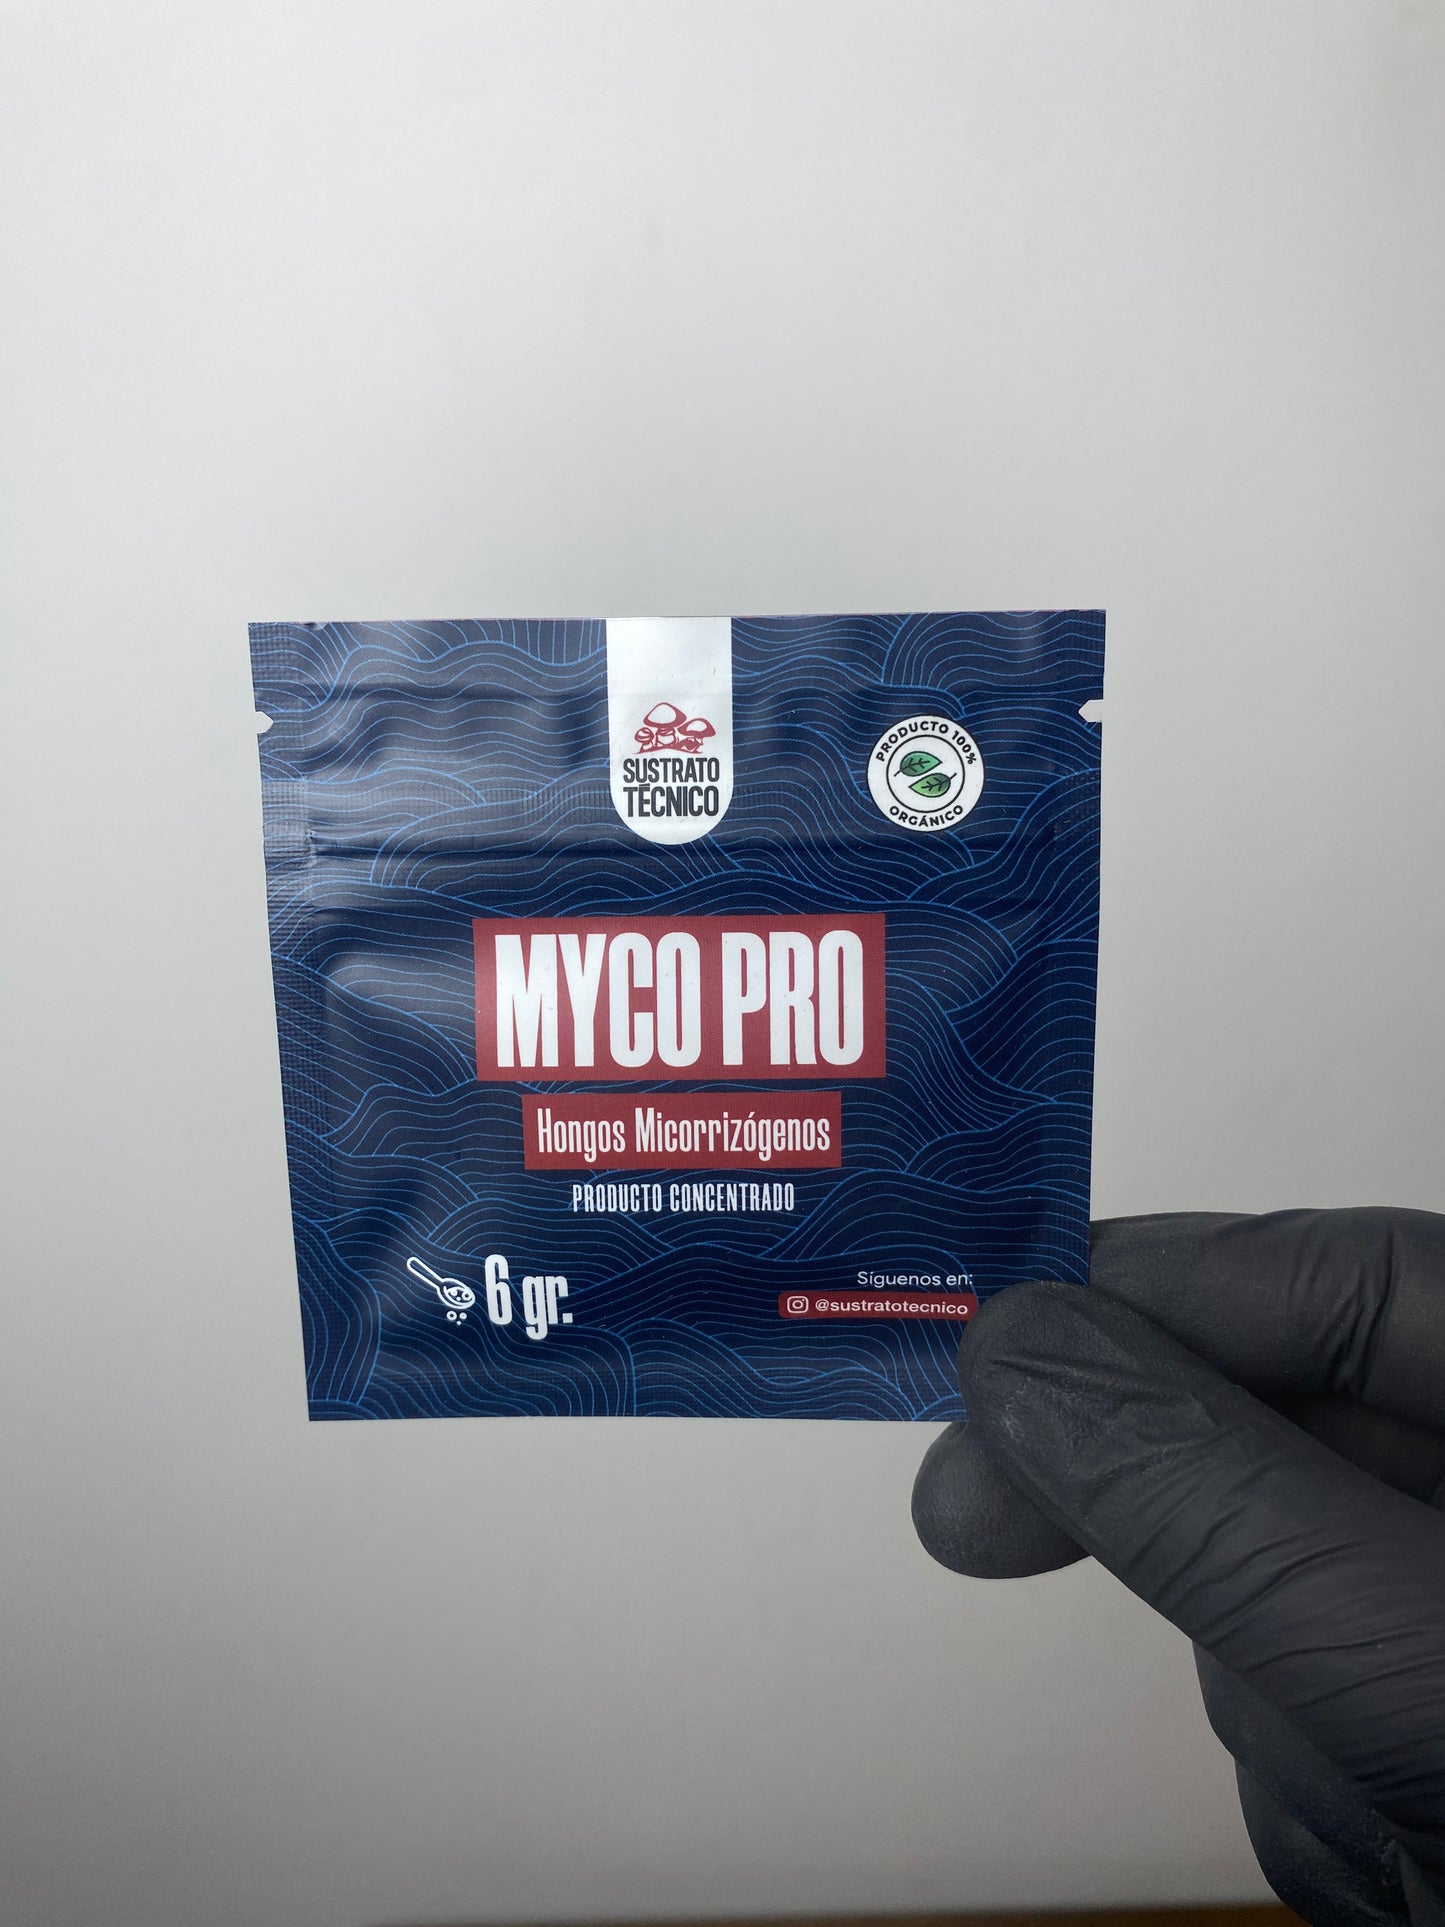 SUSTRATO
TÉCNICO
PRODUCTO 100%
ORGÁNICO
MYCO PRO
Hongos Micorrizógenos
PRODUCTO CONCENTRADO
6 gr.
Síguenos en:
@sustratotecnico